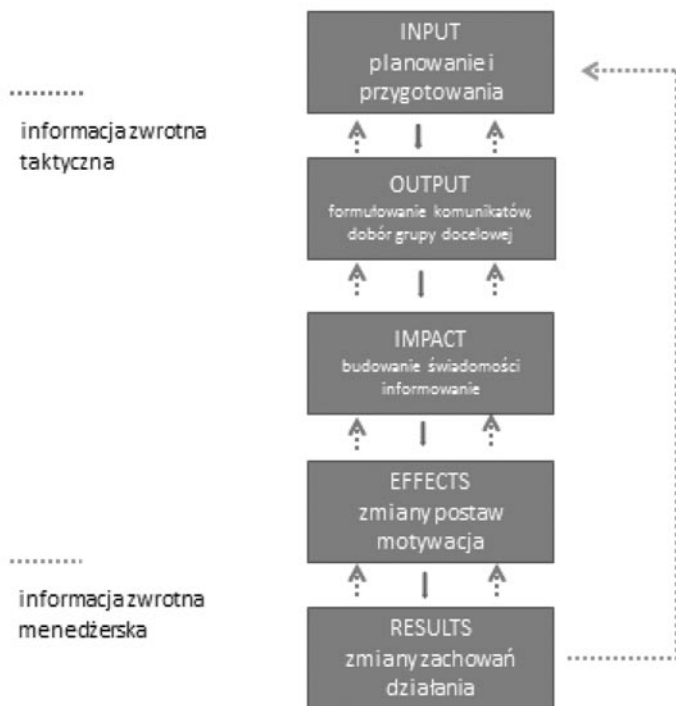 INPUT
planowanie i
przygotowania
informacja zwrotna
taktyczna
OUTPUT
formułowanie komunikatów,
dobór grupy docelowej
IMPACT
budowanie świadomości
informowanie
EFFECTS
zmiany postaw
motywacja
informacja zwrotna
menedżerska
RESULTS
zmiany zachowań
działania